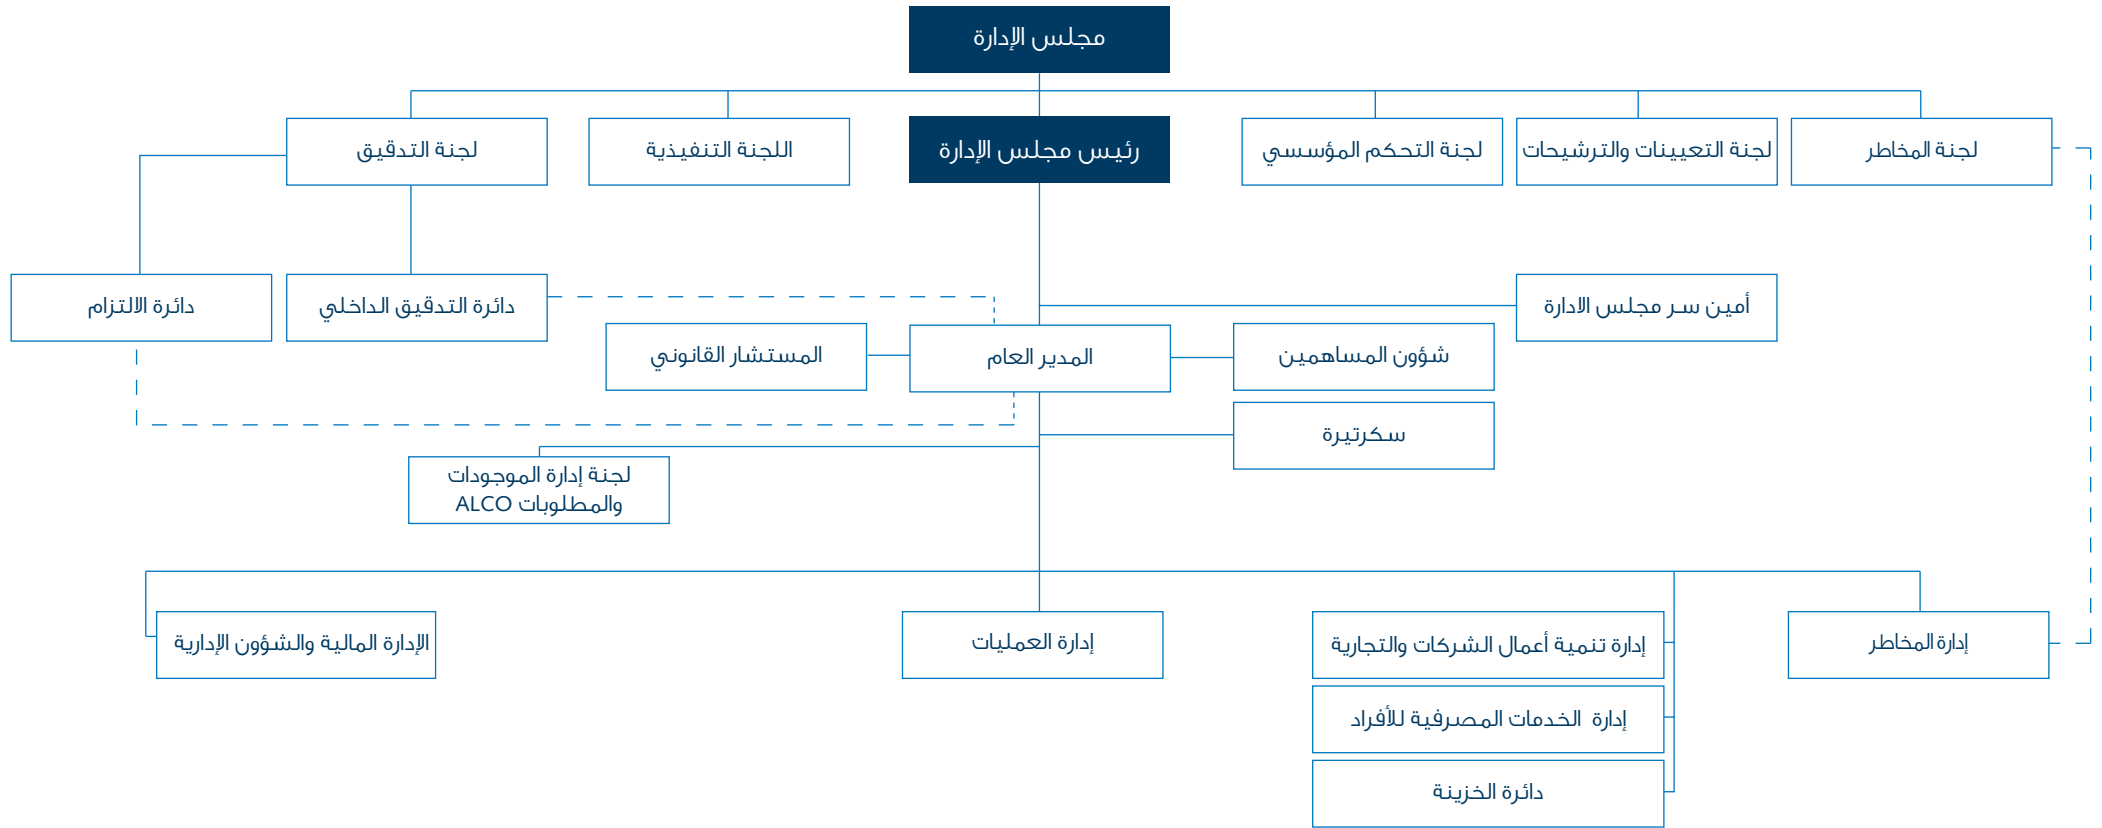 مجلس الإدارة
لجنة المخاطر
لجنة التعيينات والترشيحات
لجنة التحكم المؤسسي
رئيس مجلس الإدارة
اللجنة التنفيذية
لجنة التدقيق
أمين سر مجلس الادارة
دائرة التدقيق الداخلي
دائرة الالتزام
شؤون المساهمين
المدير العام
المستشار القانوني
سكرتيرة
لجنة إدارة الموجودات
والمطلوبات ALCO
إدارة المخاطر
إدارة تنمية أعمال الشركات والتجارية
إدارة العمليات
الإدارة المالية والشؤون الإدارية
إدارة الخدمات المصرفية للأفراد
دائرة الخزينة